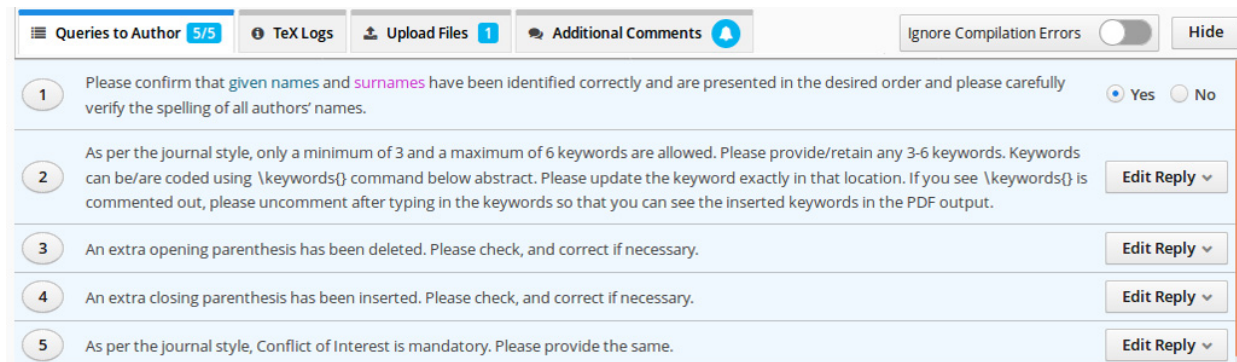 Queries to Author 5/5 TeX Logs Upload Files 1 Additional Comments Ignore Compilation Errors Hide
1 Please confirm that given names and surnames have been identified correctly and are presented in the desired order and please carefully
verify the spelling of all authors' names. Yes No
As per the journal style, only a minimum of 3 and a maximum of 6 keywords are allowed. Please provide/retain any 3-6 keywords. Keywords
2 can be/are coded using \keywords{} command below abstract. Please update the keyword exactly in that location. If you see \keywords{} is Edit Reply
commented out, please uncomment after typing in the keywords so that you can see the inserted keywords in the PDF output.
3 An extra opening parenthesis has been deleted. Please check, and correct if necessary. Edit Reply
4 An extra closing parenthesis has been inserted. Please check, and correct if necessary. Edit Reply
5 As per the journal style, Conflict of Interest is mandatory. Please provide the same. Edit Reply